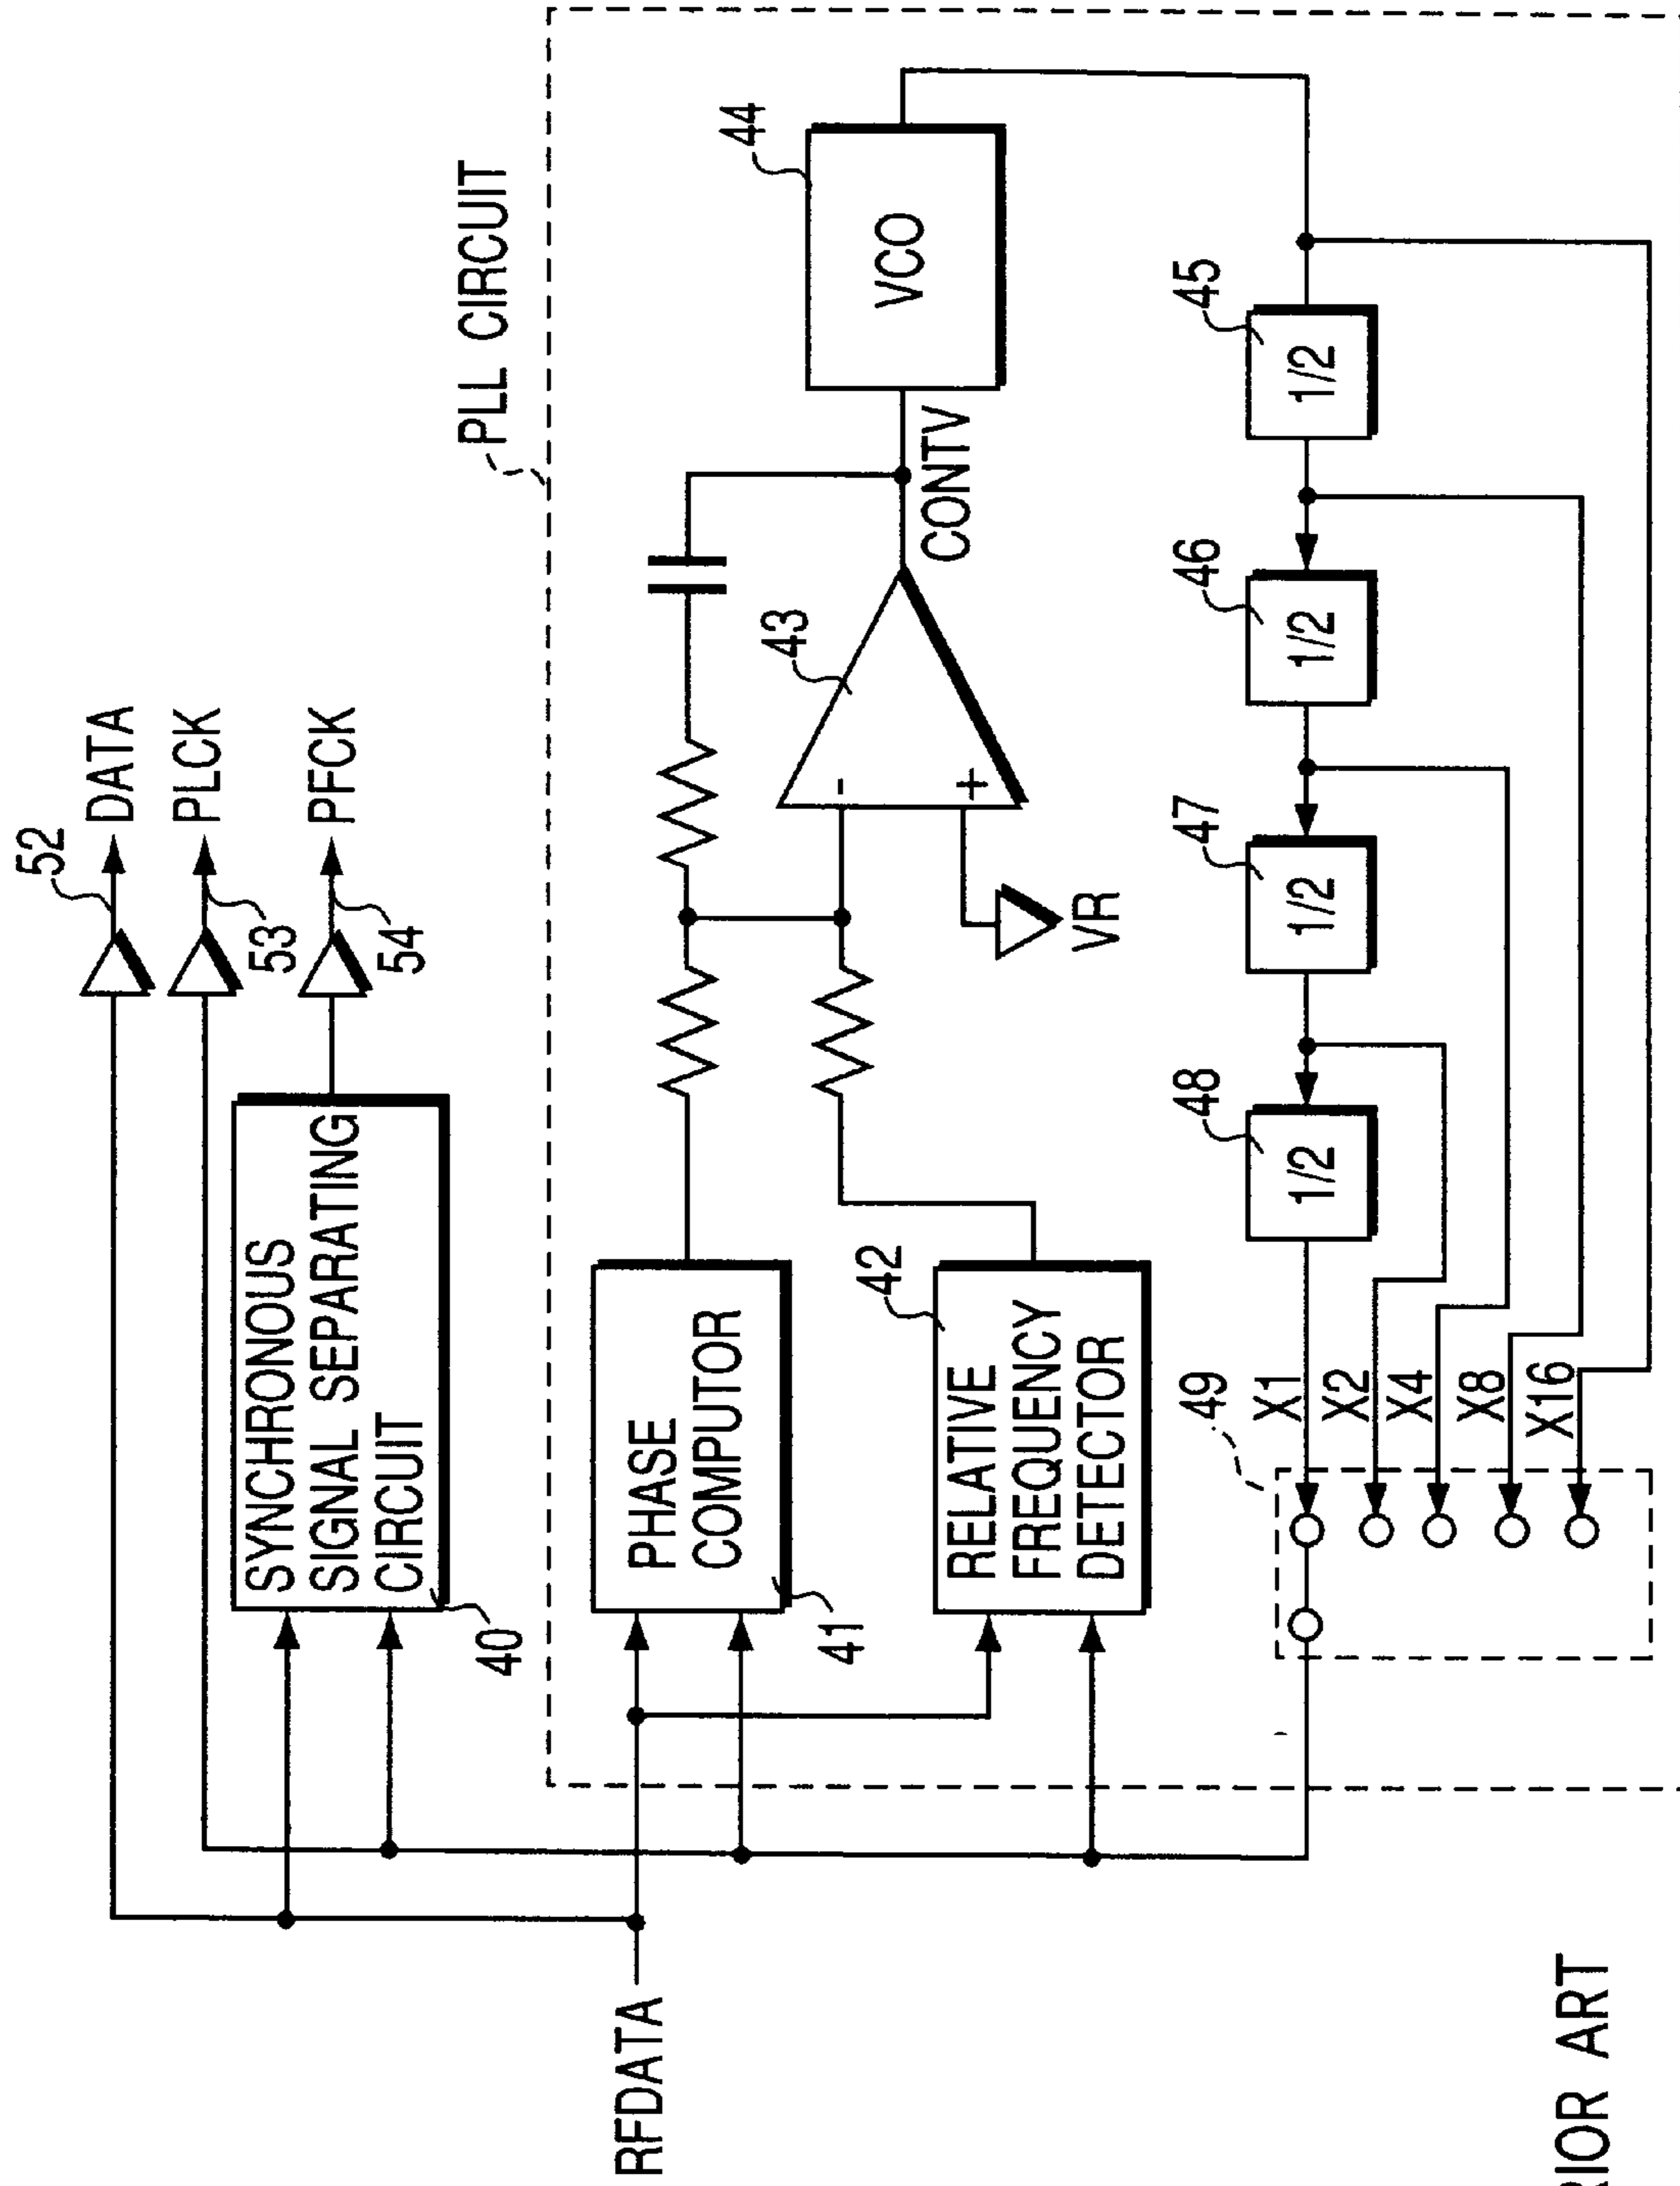 52
DATA
PLCK
53
PFCK
54
SYNCHRONOUS
SIGNAL SEPARATING
CIRCUIT
40
PLL CIRCUIT
RFDATA
PHASE
COMPUTOR
41
RELATIVE
FREQUENCY
DETECTOR
42
-
+
43
VR
CONTV
VCO
44
1/2
45
1/2
46
1/2
47
1/2
48
49
X1
X2
X4
X8
X16
RIOR ART